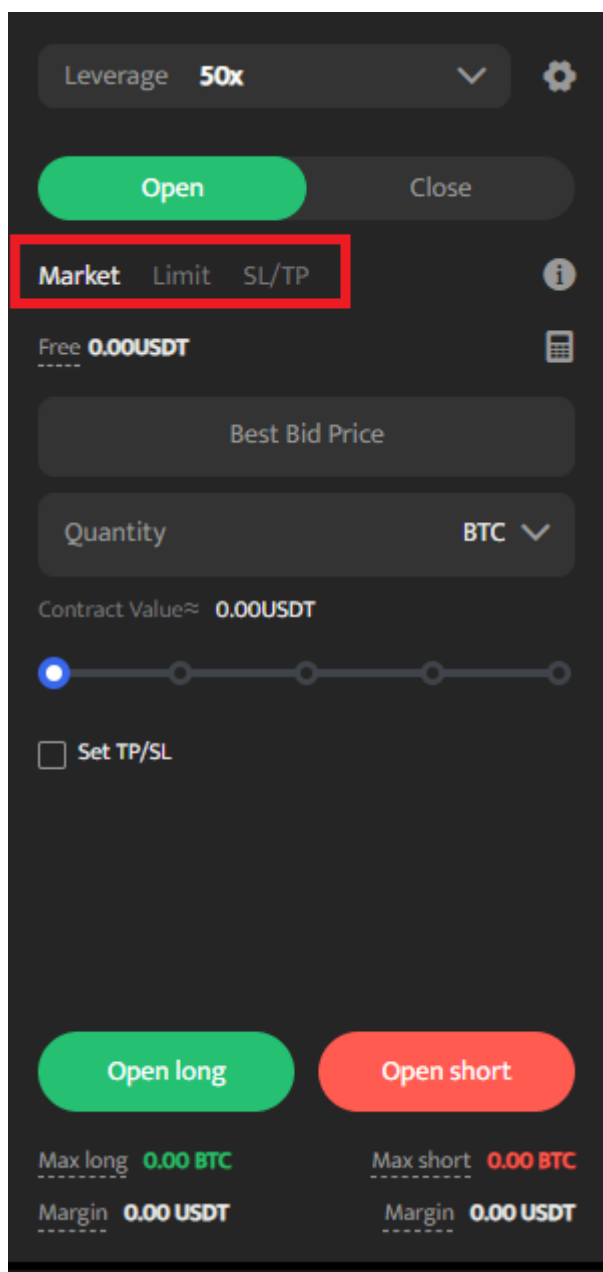 Leverage 50x
Open Close
Market Limit SL/TP
Free 0.00USDT
Best Bid Price
Quantity BTC
Contract Value≈ 0.00USDT
Set TP/SL
Open long Open short
Max long 0.00 BTC Max short 0.00 BTC
Margin 0.00 USDT Margin 0.00 USDT